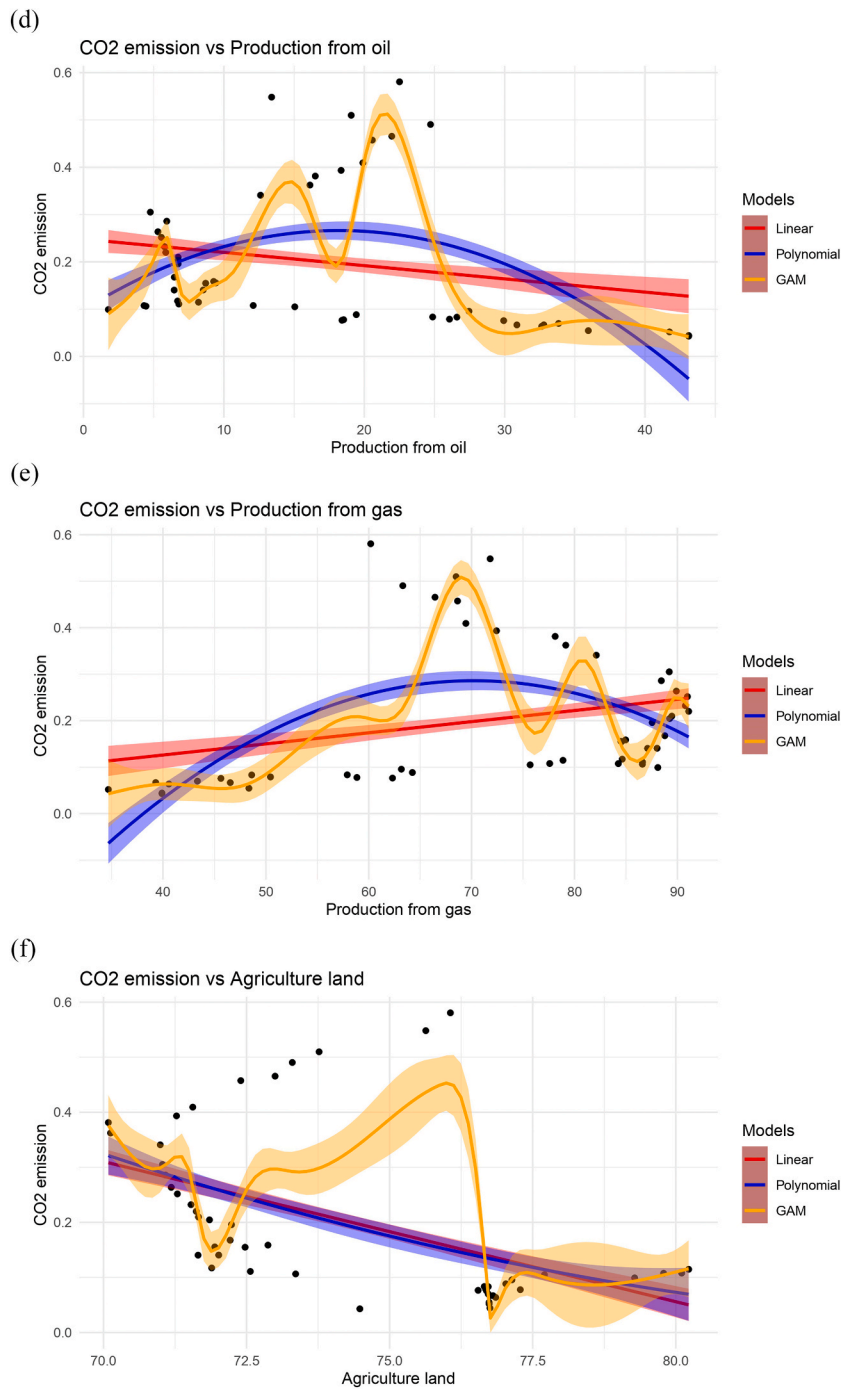 (d)
CO2 emission vs Production from oil
0.6
0.4
0.2
0.0
CO2 emission
0
10
20
30
40
Production from oil
Models
Linear
Polynomial
GAM
(e)
CO2 emission vs Production from gas
0.6
0.4
0.2
0.0
CO2 emission
40
50
60
70
80
90
Production from gas
Models
Linear
Polynomial
GAM
(f)
CO2 emission vs Agriculture land
0.6
0.4
0.2
0.0
CO2 emission
70.0
72.5
75.0
77.5
80.0
Agriculture land
Models
Linear
Polynomial
GAM